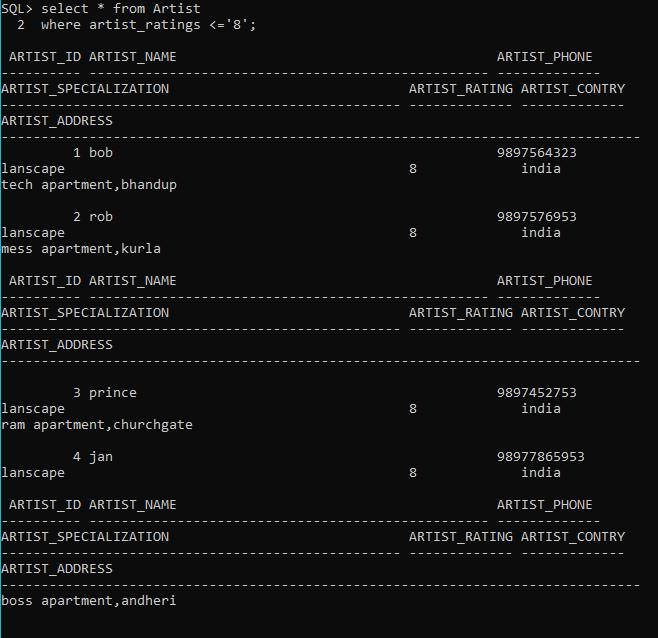 SQL> select * from Artist
2 where artist_ratings <='8';
ARTIST_ID ARTIST_NAME ARTIST_PHONE
---------- -------------------------------------------------- ------------
ARTIST_SPECIALIZATION ARTIST_RATING ARTIST_CONTRY
-------------------------------------------------- ------------- -------------
ARTIST_ADDRESS
--------------------------------------------------------------------------------
1 bob 9897564323
lanscape 8 india
tech apartment,bhandup
2 rob 9897576953
lanscape 8 india
mess apartment,kurla
ARTIST_ID ARTIST_NAME ARTIST_PHONE
---------- -------------------------------------------------- ------------
ARTIST_SPECIALIZATION ARTIST_RATING ARTIST_CONTRY
-------------------------------------------------- ------------- -------------
ARTIST_ADDRESS
--------------------------------------------------------------------------------
3 prince 9897452753
lanscape 8 india
ram apartment,churchgate
4 jan 98977865953
lanscape 8 india
ARTIST_ID ARTIST_NAME ARTIST_PHONE
---------- -------------------------------------------------- ------------
ARTIST_SPECIALIZATION ARTIST_RATING ARTIST_CONTRY
-------------------------------------------------- ------------- -------------
ARTIST_ADDRESS
--------------------------------------------------------------------------------
boss apartment,andheri